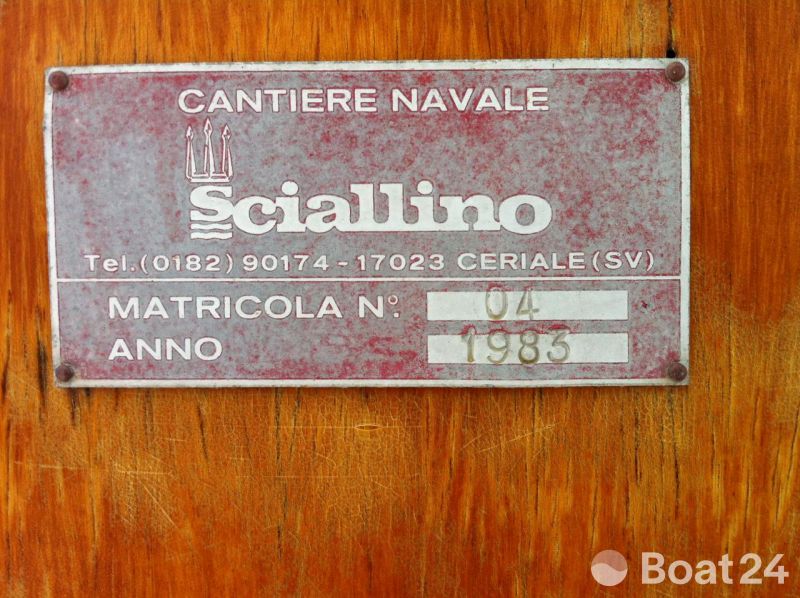 CANTIERE NAVALE
Sciallino
Tel. (0182) 90174 - 17023 CERIALE (SV)
MATRICOLA N°. 04
ANNO 1983
Boat24